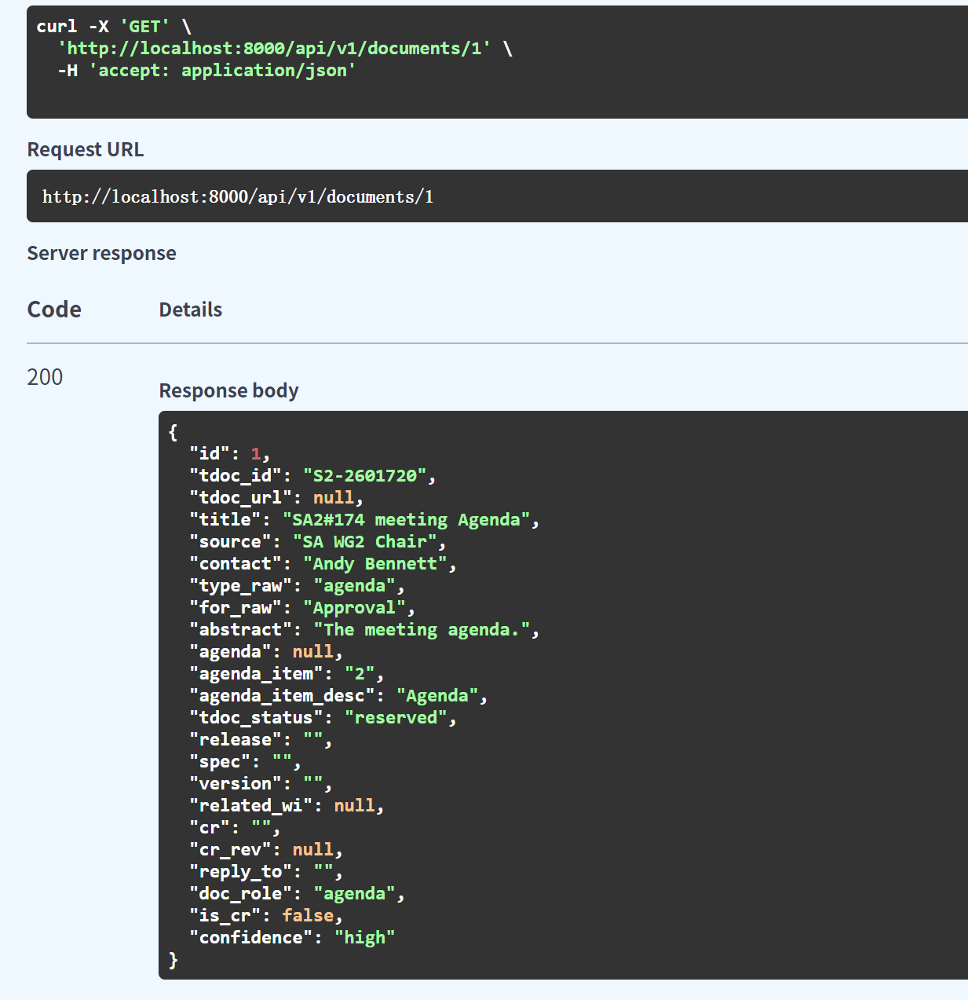 curl -X 'GET' \
  'http://localhost:8000/api/v1/documents/1' \
  -H 'accept: application/json'
Request URL
http://localhost:8000/api/v1/documents/1
Server response
Code Details
200
Response body
{
  "id": 1,
  "tdoc_id": "S2-2601720",
  "tdoc_url": null,
  "title": "SA2#174 meeting Agenda",
  "source": "SA WG2 Chair",
  "contact": "Andy Bennett",
  "type_raw": "agenda",
  "for_raw": "Approval",
  "abstract": "The meeting agenda.",
  "agenda": null,
  "agenda_item": "2",
  "agenda_item_desc": "Agenda",
  "tdoc_status": "reserved",
  "release": "",
  "spec": "",
  "version": "",
  "related_wi": null,
  "cr": "",
  "cr_rev": null,
  "reply_to": "",
  "doc_role": "agenda",
  "is_cr": false,
  "confidence": "high"
}